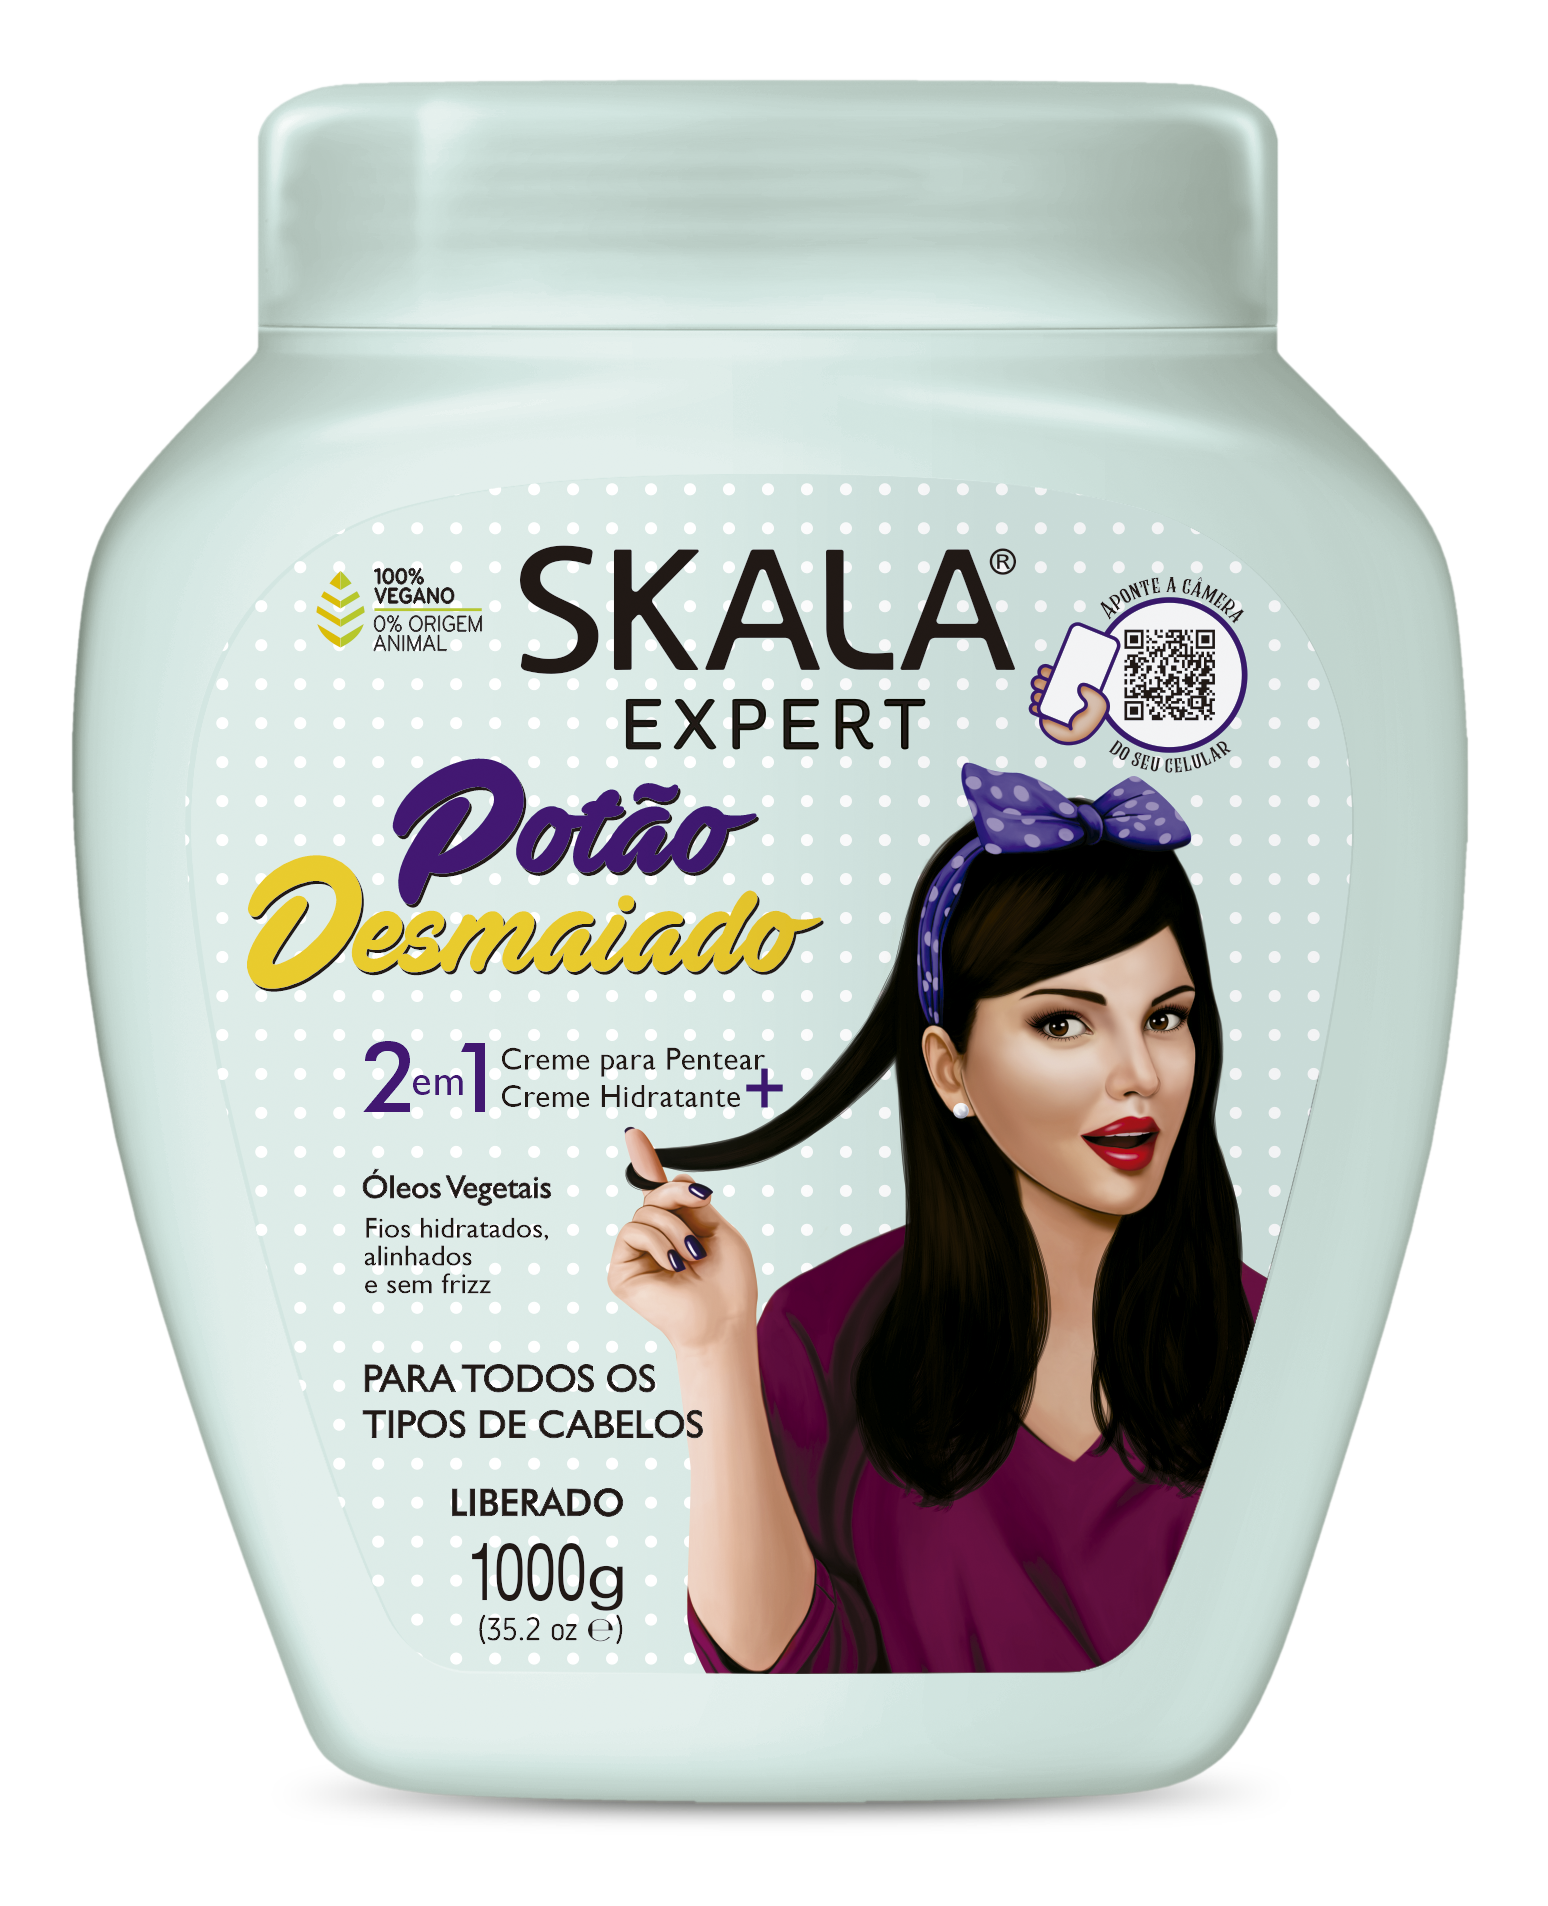 SKALA®
EXPERT
100%
VEGANO
0% ORIGEM
ANIMAL
APONTE A CÂMERA
DO SEU CELULAR
Potão
Desmaiado
2em1
Creme para Pentear
Creme Hidratante +
Óleos Vegetais
Fios hidratados,
alinhados
e sem frizz
PARA TODOS OS
TIPOS DE CABELOS
LIBERADO
1000g
(35.2 oz ℮)